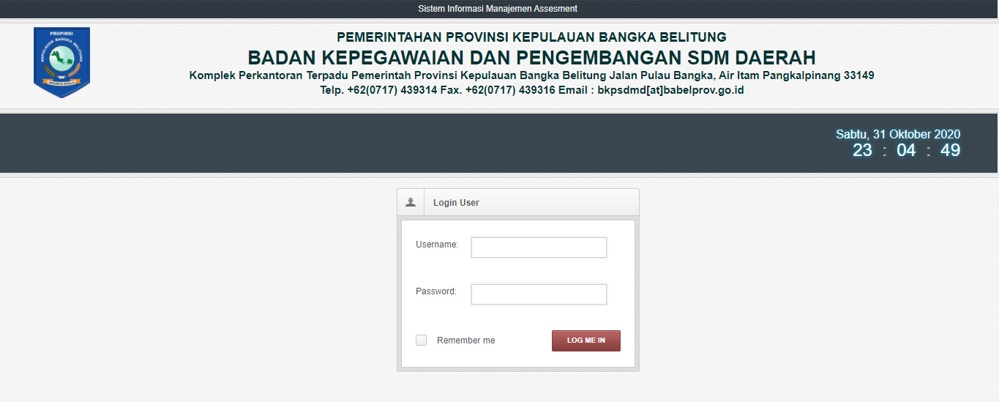 Sistem Informasi Manajemen Assesment
PROPINSI
KEPULAUAN BANGKA BELITUNG
PEMERINTAHAN PROVINSI KEPULAUAN BANGKA BELITUNG
BADAN KEPEGAWAIAN DAN PENGEMBANGAN SDM DAERAH
Komplek Perkantoran Terpadu Pemerintah Provinsi Kepulauan Bangka Belitung Jalan Pulau Bangka, Air Itam Pangkalpinang 33149
Telp. +62(0717) 439314 Fax. +62(0717) 439316 Email : bkpsdmd[at]babelprov.go.id
Sabtu, 31 Oktober 2020
23 : 04 : 49
Login User
Username:
Password:
Remember me
LOG ME IN